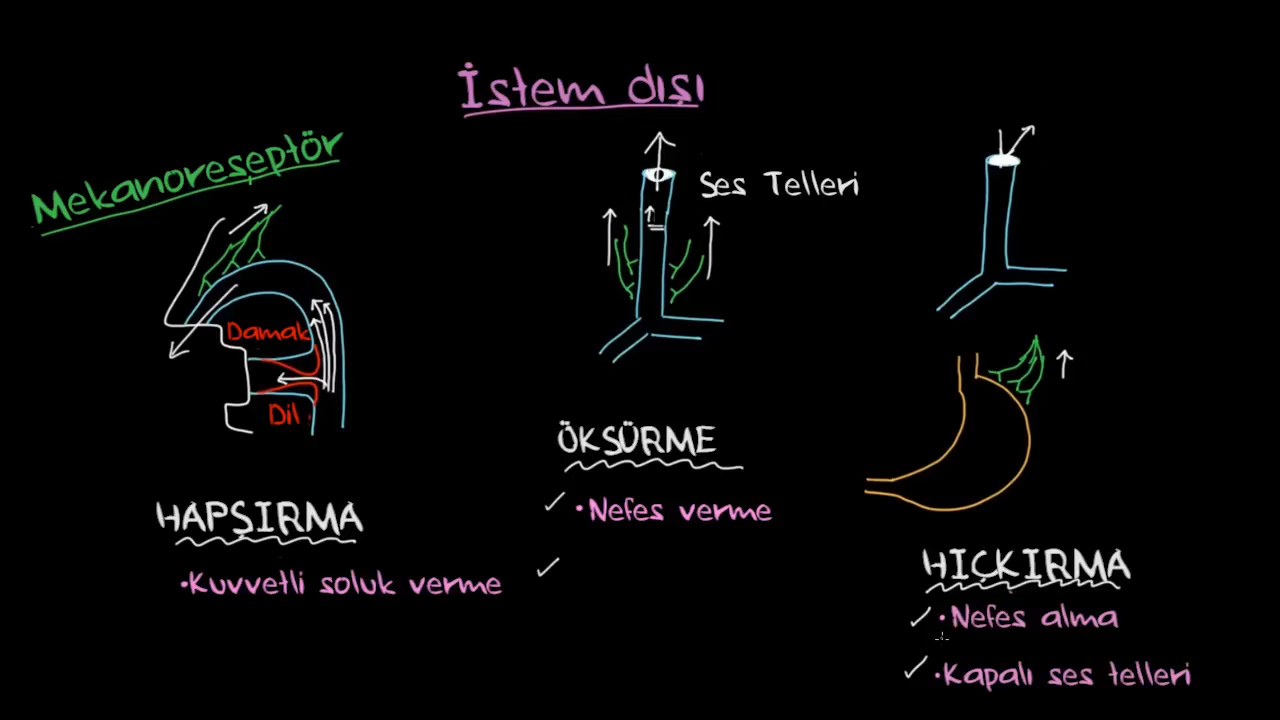 İstem dışı
Mekanoreseptör
Ses Telleri
Damak
Dil
ÖKSÜRME
• Nefes verme
HAPŞIRMA
• Kuvvetli soluk verme
HIÇKIRMA
• Nefes alma
• Kapalı ses telleri